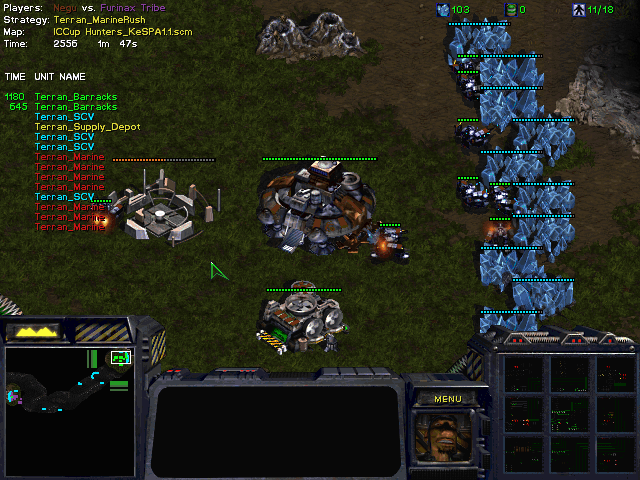 Players: Negu vs. Furinax Tribe
Strategy: Terran_MarineRush
Map: ICCup Hunters_KeSPA1.1.scm
Time: 2556 1m 47s
103 0 11/18
TIME UNIT NAME
1180 Terran_Barracks
645 Terran_Barracks
Terran_SCV
Terran_Supply_Depot
Terran_SCV
Terran_SCV
Terran_Marine
Terran_Marine
Terran_Marine
Terran_Marine
Terran_SCV
Terran_Marine
Terran_Marine
Terran_Marine
MENU